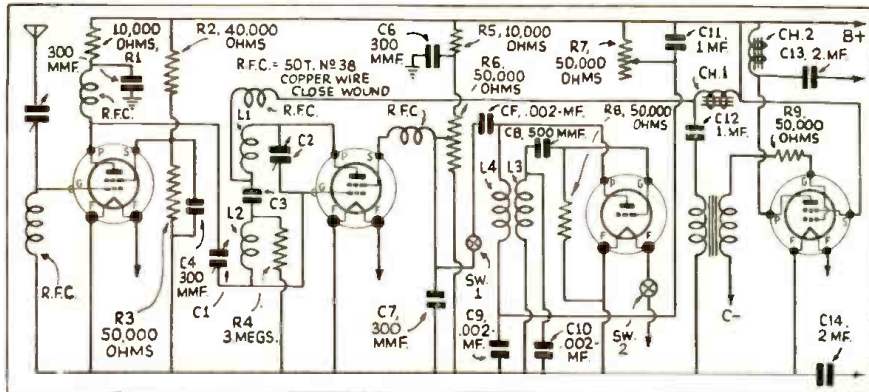 10,000
OHMS,
R1
300
MMF.
R.F.C.
R2, 40,000
OHMS
R.F.C. = 50 T. Nº 38
COPPER WIRE
CLOSE WOUND
R.F.C.
L1
C2
C3
L2
R4
3 MEGS.
C1
C4
300
MMF.
R3
50,000
OHMS
R.F.C.
P
S
G
F
F
P
S
G
F
F
C6
300
MMF.
R5, 10,000
OHMS
R6,
50,000
OHMS
R.F.C.
CF, .002-MF.
C8, 500
MMF.
R8, 50,000
OHMS
R7,
50,000
OHMS
L4
L3
SW.
1
C7,
300
MMF.
C9,
.002-
MF.
C10
.002-
MF.
SW.
2
P
G
F
F
C11,
1 MF.
CH.1
C12
1 MF.
CH.2
B+
C13, 2. MF.
R9,
50,000
OHMS
G
P
S
F
F
C-
C14,
2 MF.